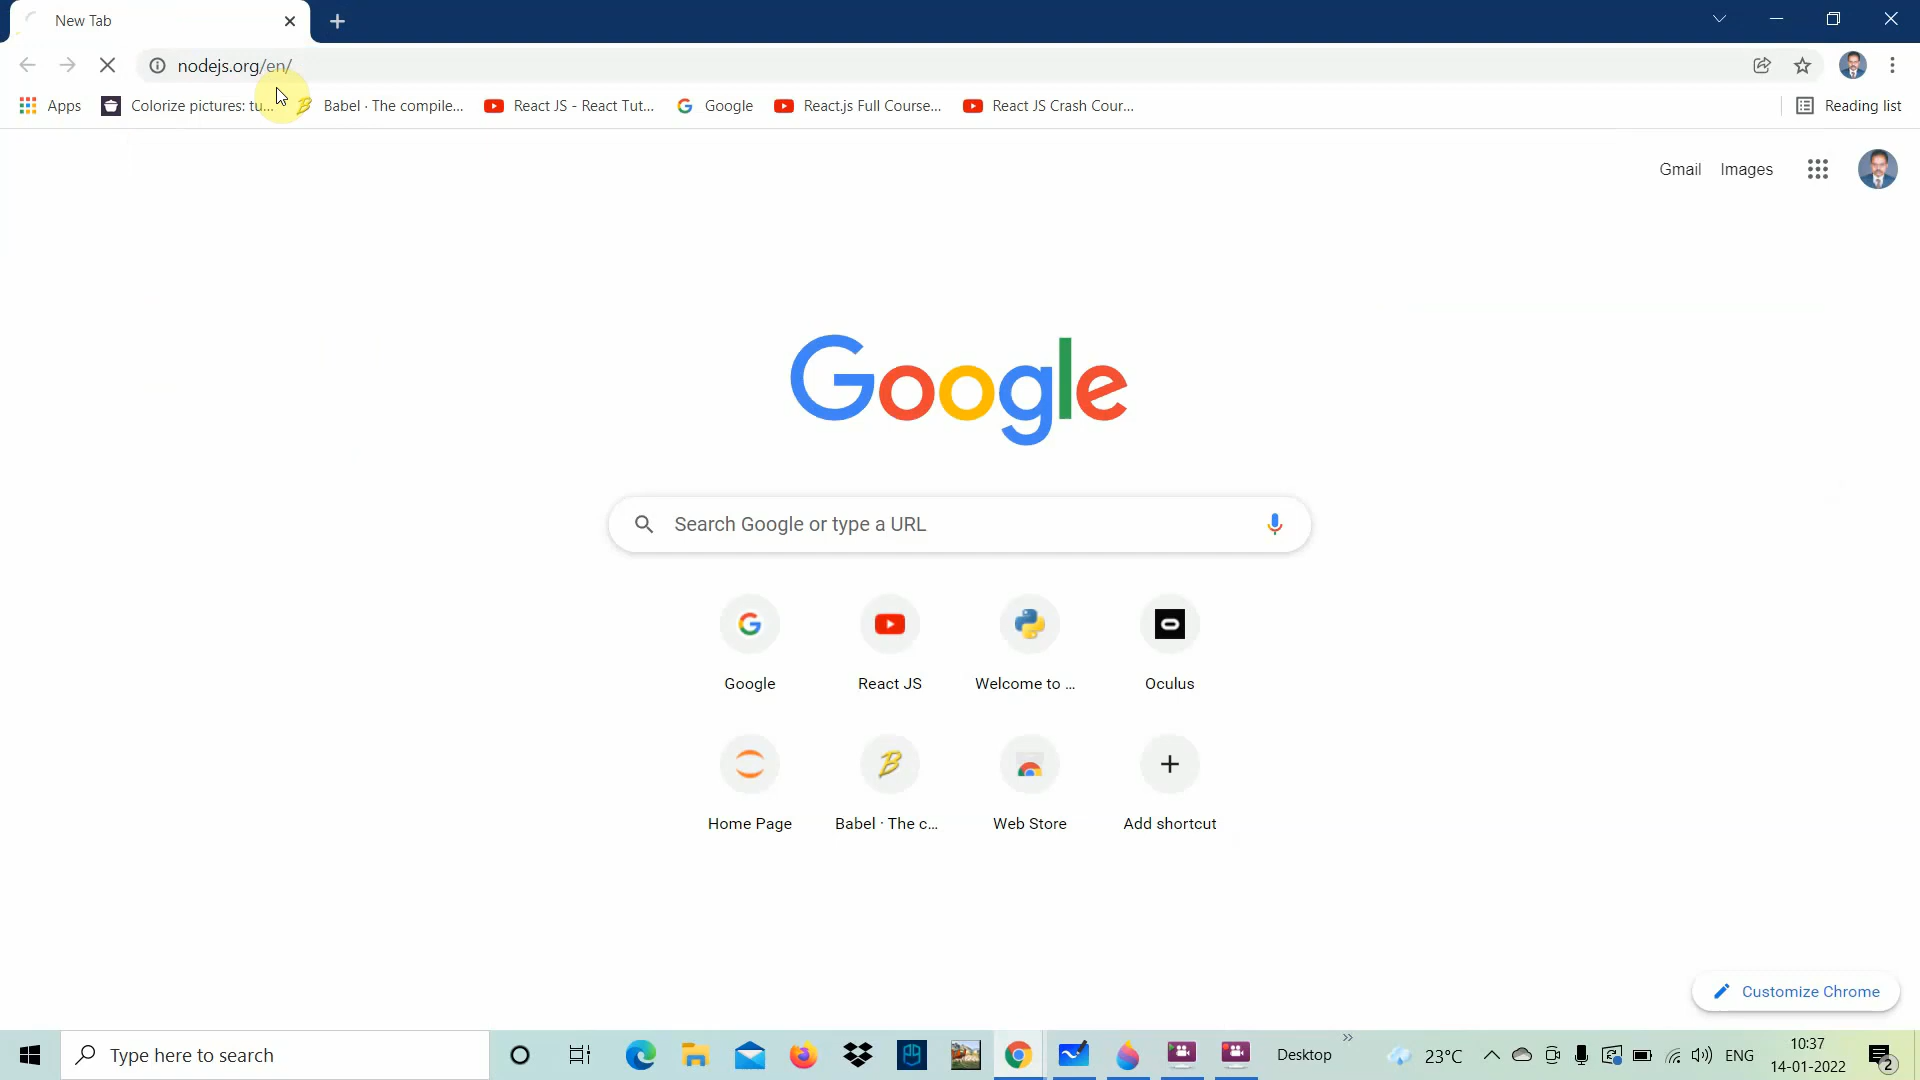 New Tab
nodejs.org/en/
Apps
Colorize pictures: tu...
Babel · The compile...
React JS - React Tut...
Google
React.js Full Course...
React JS Crash Cour...
Reading list
Gmail
Images
Google
Search Google or type a URL
Google
React JS
Welcome to ...
Oculus
Home Page
Babel · The c...
Web Store
Add shortcut
Customize Chrome
Type here to search
Desktop
23°C
ENG
10:37
14-01-2022
2